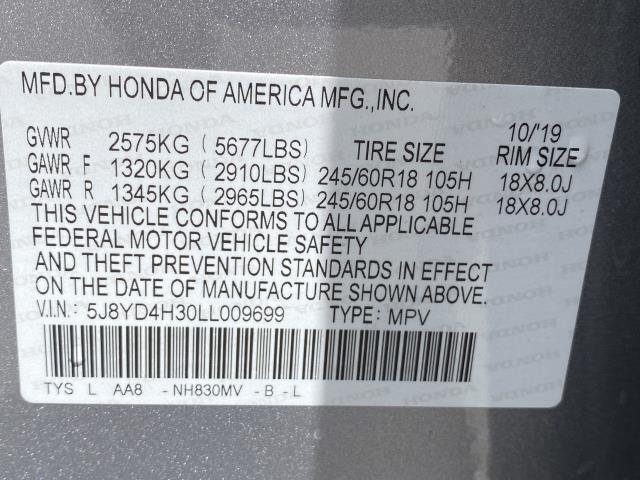 MFD.BY HONDA OF AMERICA MFG.,INC.
10/'19
GVWR 2575KG ( 5677LBS) TIRE SIZE RIM SIZE
GAWR F 1320KG ( 2910LBS) 245/60R18 105H 18X8.0J
GAWR R 1345KG ( 2965LBS) 245/60R18 105H 18X8.0J
THIS VEHICLE CONFORMS TO ALL APPLICABLE
FEDERAL MOTOR VEHICLE SAFETY
AND THEFT PREVENTION STANDARDS IN EFFECT
ON THE DATE OF MANUFACTURE SHOWN ABOVE.
V.I.N.: 5J8YD4H30LL009699 TYPE: MPV
TYS L AA8 - NH830MV - B - L